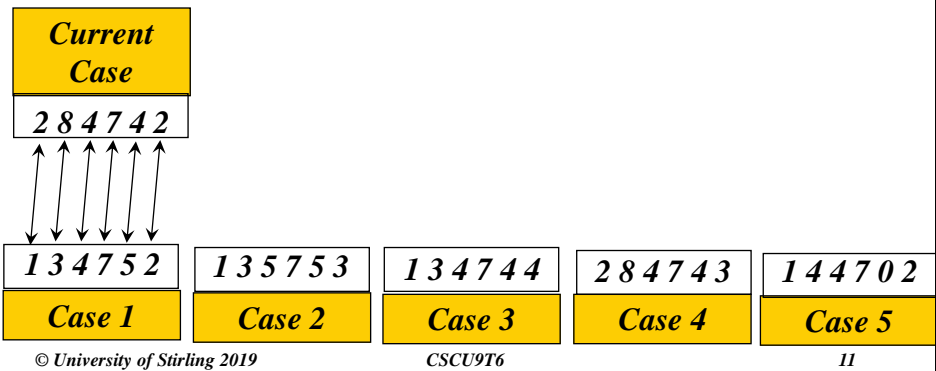 Current
Case
2 8 4 7 4 2
1 3 4 7 5 2
1 3 5 7 5 3
1 3 4 7 4 4
2 8 4 7 4 3
1 4 4 7 0 2
Case 1
Case 2
Case 3
Case 4
Case 5
© University of Stirling 2019
CSCU9T6
11